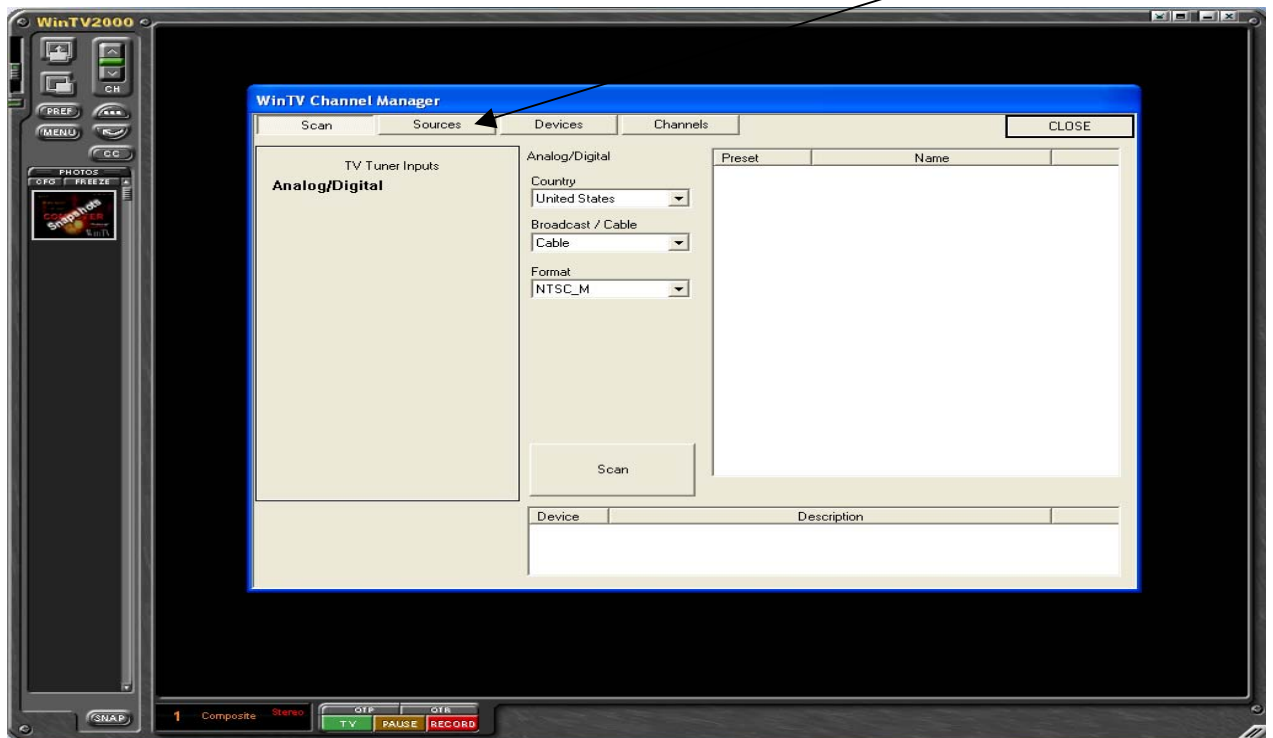 WinTV2000
CH
PREF
MENU
CC
PHOTOS
CFG FREEZE
Snapshots
WinTV
WinTV Channel Manager
Scan Sources Devices Channels CLOSE
TV Tuner Inputs
Analog/Digital
Analog/Digital
Country
United States
Broadcast / Cable
Cable
Format
NTSC_M
Scan
Preset Name
Device Description
SNAP
1 Composite Stereo
OTP OTR
TV PAUSE RECORD